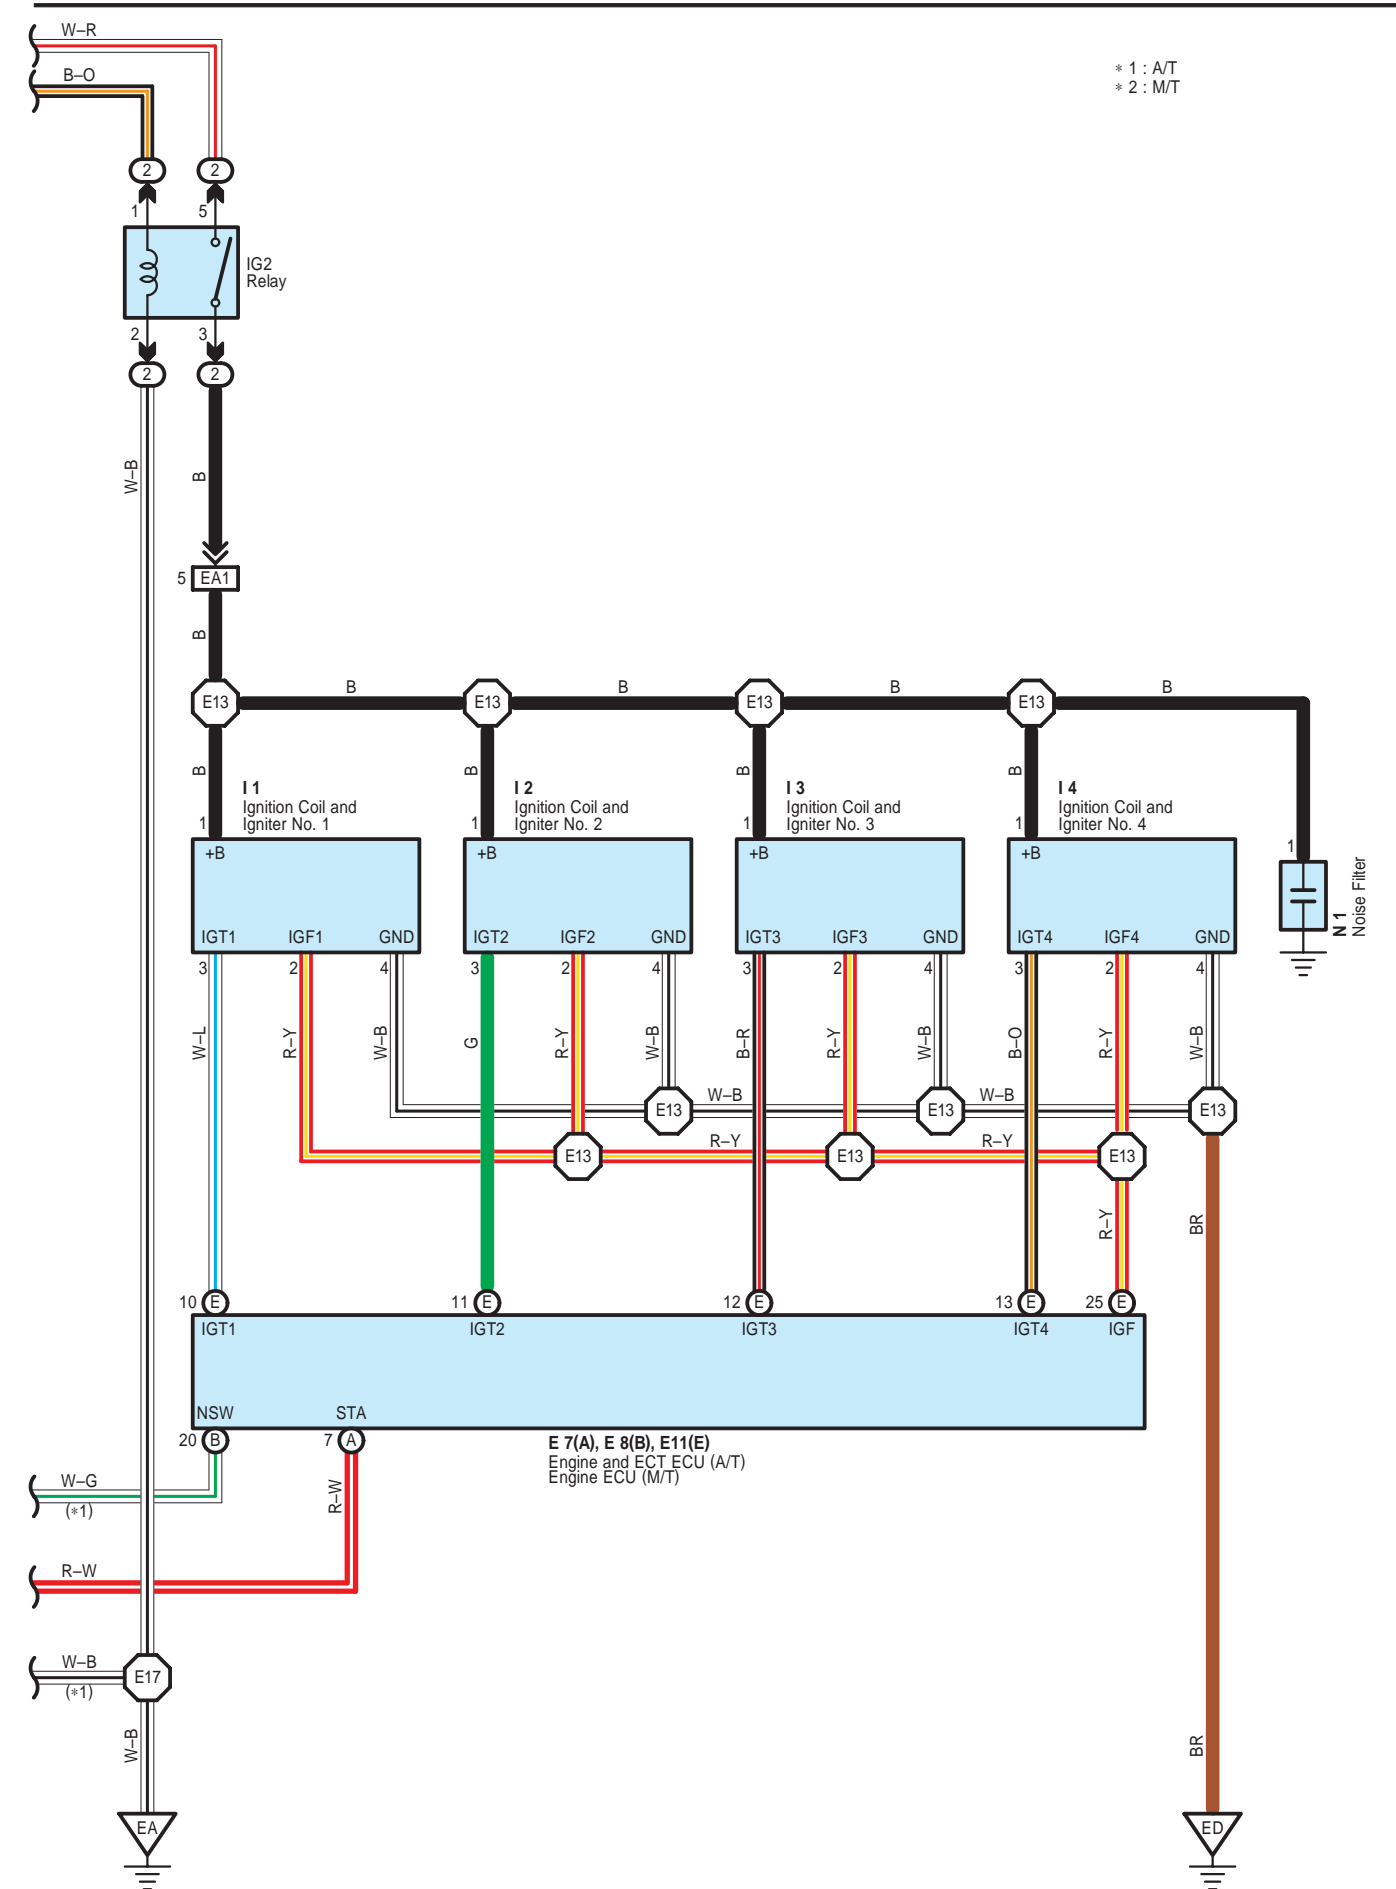 W–R
∗ 1 : A/T
B–O
∗ 2 : M/T
2 2
1 5
IG2
Relay
2 3
2 2
W–B B
5 EA1
B
B B B B
E13 E13 E13 E13
B B B B
I 1 I 2 I 3 I 4
Ignition Coil and Ignition Coil and Ignition Coil and Ignition Coil and
1 Igniter No. 1 1 Igniter No. 2 1 Igniter No. 3 1 Igniter No. 4
1
+B +B +B +B
N 1
Noise Filter
IGT1 IGF1 GND IGT2 IGF2 GND IGT3 IGF3 GND IGT4 IGF4 GND
3 2 4 3 2 4 3 2 4 3 2 4
W–L R–Y W–B G R–Y W–B B–R R–Y W–B B–O R–Y W–B
W–B W–B
E13 E13 E13
R–Y R–Y
E13 E13 E13
R–Y BR
10 E 11 E 12 E 13 E 25 E
IGT1 IGT2 IGT3 IGT4 IGF
NSW STA
20 B 7 A
E 7(A), E 8(B), E11(E)
Engine and ECT ECU (A/T)
Engine ECU (M/T)
W–G
R–W
(∗1)
R–W
W–B
E17
(∗1)
W–B BR
EA ED